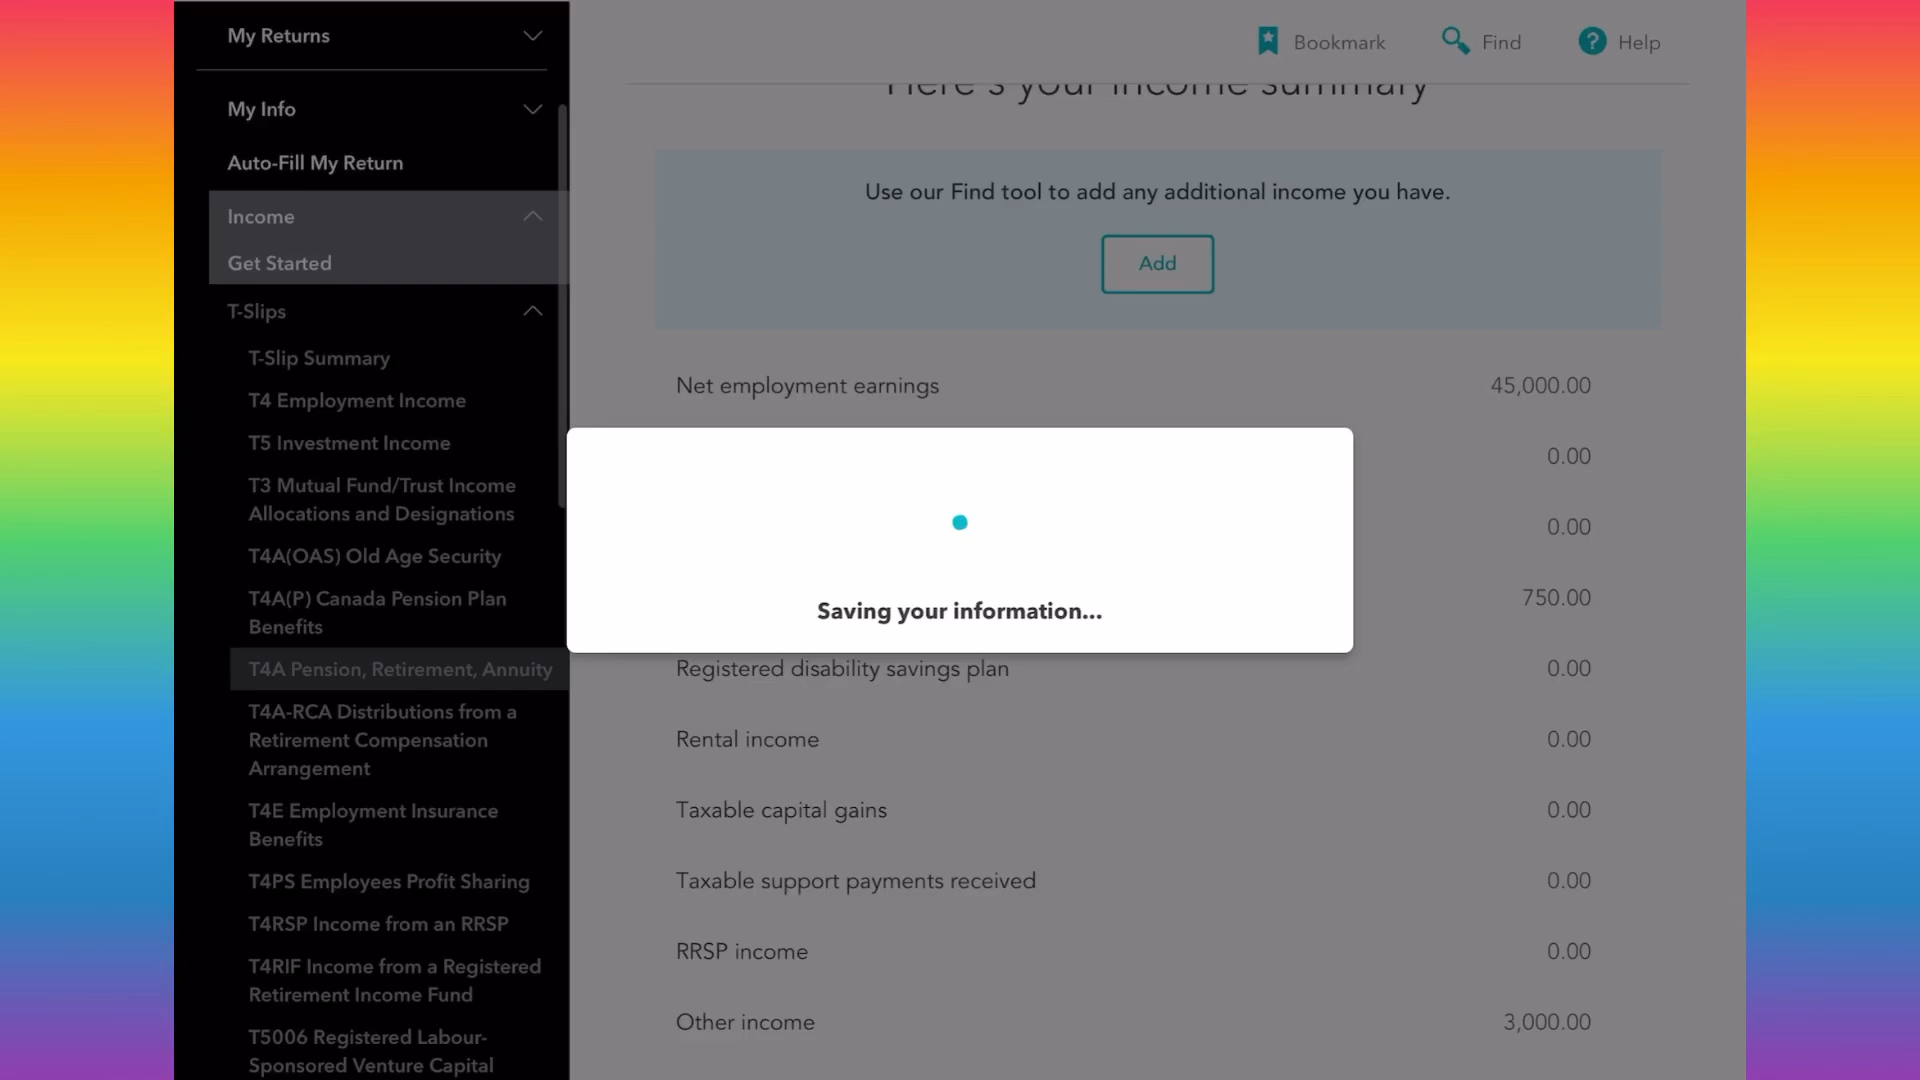 My Returns
My Info
Auto-Fill My Return
Income
Get Started
T-Slips
T-Slip Summary
T4 Employment Income
T5 Investment Income
T3 Mutual Fund/Trust Income
Allocations and Designations
T4A(OAS) Old Age Security
T4A(P) Canada Pension Plan
Benefits
T4A Pension, Retirement, Annuity
T4A-RCA Distributions from a
Retirement Compensation
Arrangement
T4E Employment Insurance
Benefits
T4PS Employees Profit Sharing
T4RSP Income from an RRSP
T4RIF Income from a Registered
Retirement Income Fund
T5006 Registered Labour-
Sponsored Venture Capital
Bookmark
Find
? Help
Here's your income summary
Use our Find tool to add any additional income you have.
Add
Net employment earnings 45,000.00
0.00
0.00
750.00
Saving your information...
Registered disability savings plan 0.00
Rental income 0.00
Taxable capital gains 0.00
Taxable support payments received 0.00
RRSP income 0.00
Other income 3,000.00